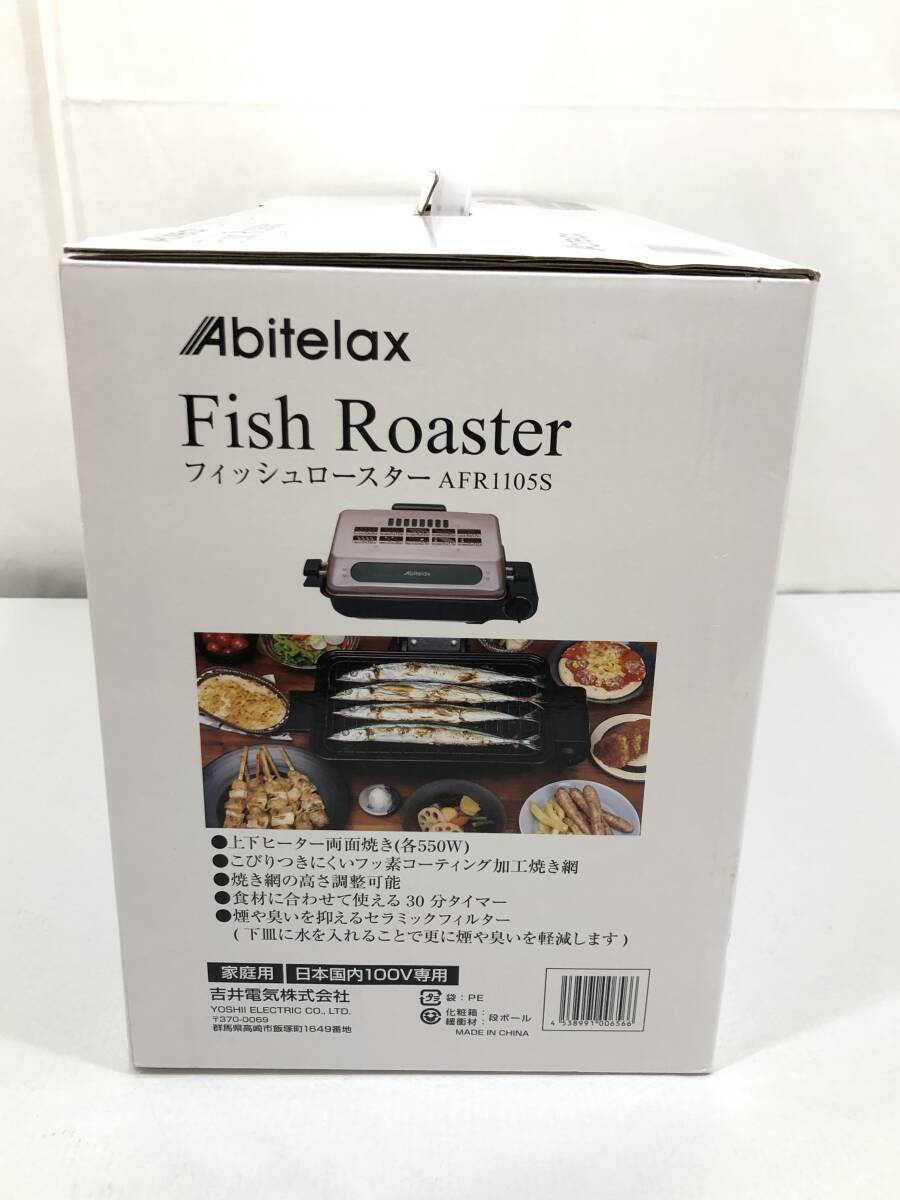 Abitelax
Fish Roaster
フィッシュロースター AFR1105S
Abitelax
●上下ヒーター両面焼き(各550W)
●こびりつきにくいフッ素コーティング加工焼き網
●焼き網の高さ調整可能
●食材に合わせて使える 30 分タイマー
●煙や臭いを抑えるセラミックフィルター
( 下皿に水を入れることで更に煙や臭いを軽減します )
家庭用 日本国内100V専用
吉井電気株式会社
YOSHII ELECTRIC CO., LTD.
〒370-0069
群馬県高崎市飯塚町1649番地
プラ 袋 : PE
化粧箱 :
緩衝材 : 段ボール
MADE IN CHINA
4 538991 006566